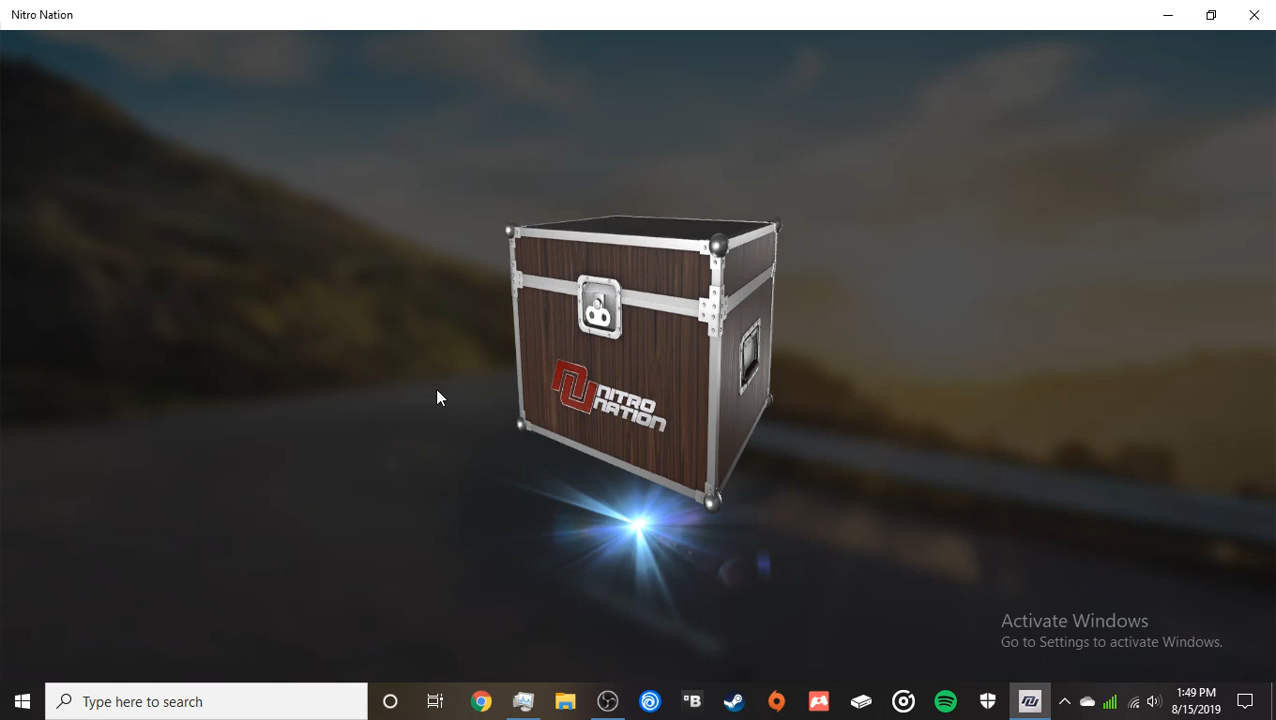 Nitro Nation
NITRO
NATION
Activate Windows
Go to Settings to activate Windows.
Type here to search
B
1:49 PM
8/15/2019